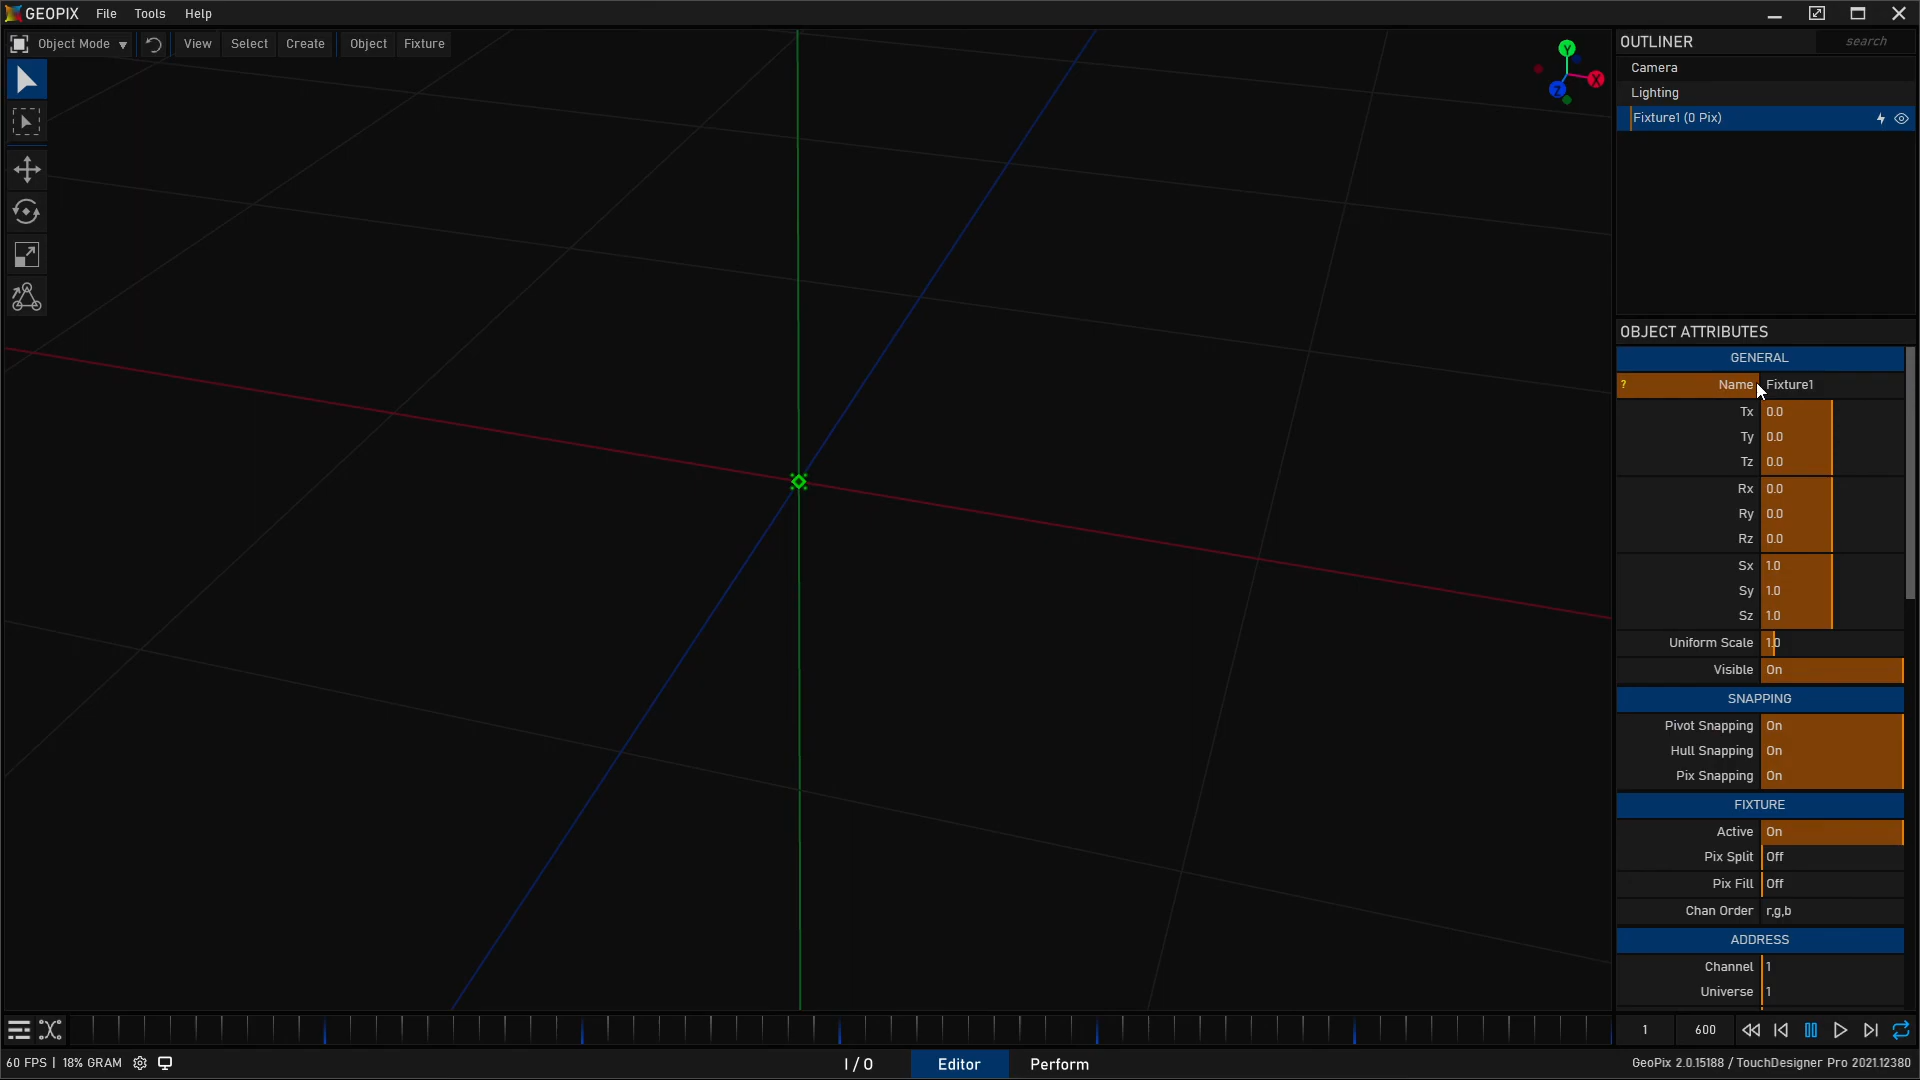 GEOPIX File Tools Help
Object Mode View Select Create Object Fixture
Y
X
Z
OUTLINER search
Camera
Lighting
Fixture1 (0 Pix)
OBJECT ATTRIBUTES
GENERAL
? Name Fixture1
Tx 0.0
Ty 0.0
Tz 0.0
Rx 0.0
Ry 0.0
Rz 0.0
Sx 1.0
Sy 1.0
Sz 1.0
Uniform Scale 1.0
Visible On
SNAPPING
Pivot Snapping On
Hull Snapping On
Pix Snapping On
FIXTURE
Active On
Pix Split Off
Pix Fill Off
Chan Order r,g,b
ADDRESS
Channel 1
Universe 1
1 600
60 FPS | 18% GRAM I / O Editor Perform GeoPix 2.0.15188 / TouchDesigner Pro 2021.12380